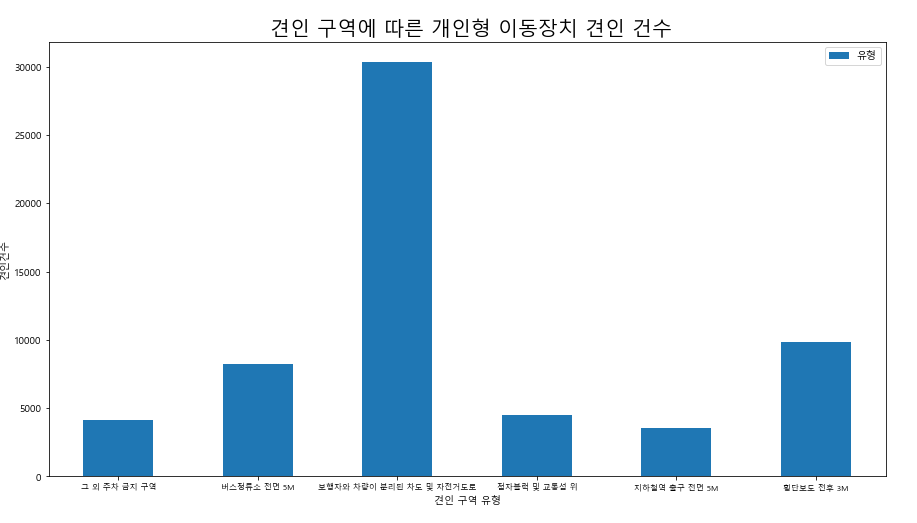 견인 구역에 따른 개인형 이동장치 견인 건수
유형
30000
25000
20000
15000
10000
5000
0
견인건수
그 외 주차 금지 구역
버스정류소 전면 5M
보행자와 차량이 분리된 차도 및 자전거도로
점자블럭 및 교통섬 위
지하철역 출구 전면 5M
횡단보도 전후 3M
견인 구역 유형